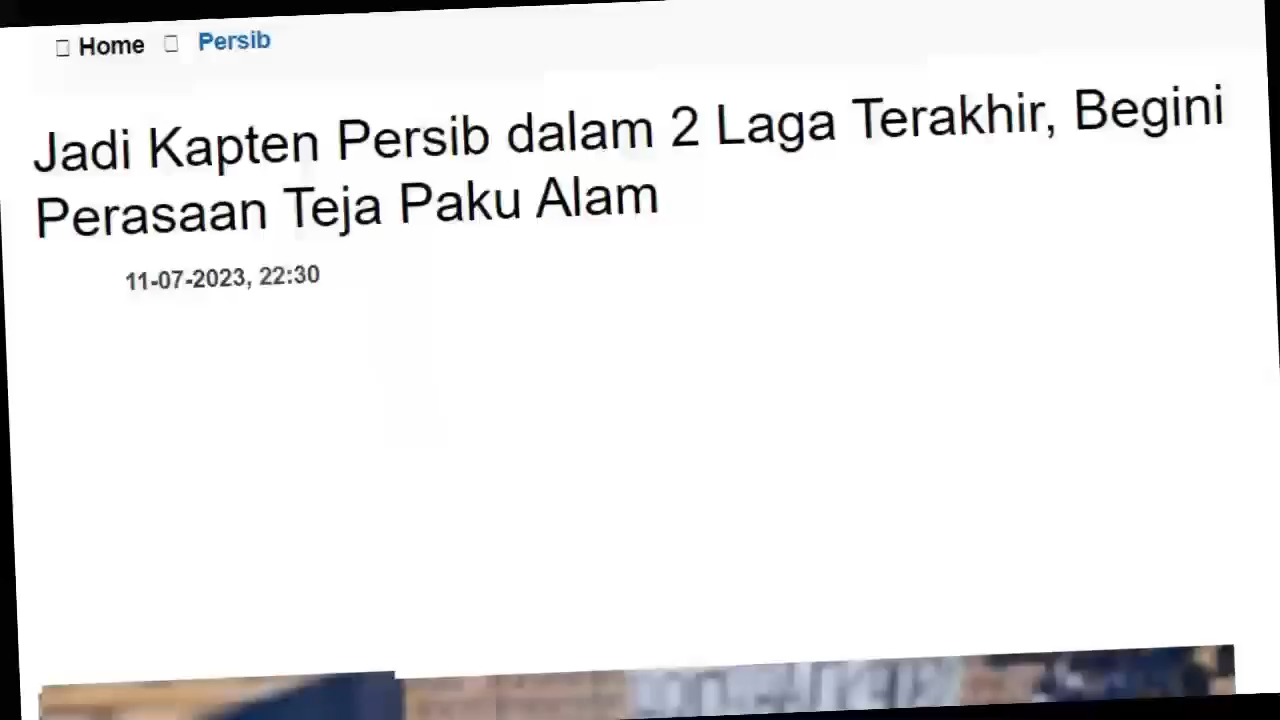 Home Persib
Jadi Kapten Persib dalam 2 Laga Terakhir, Begini
Perasaan Teja Paku Alam
11-07-2023, 22:30